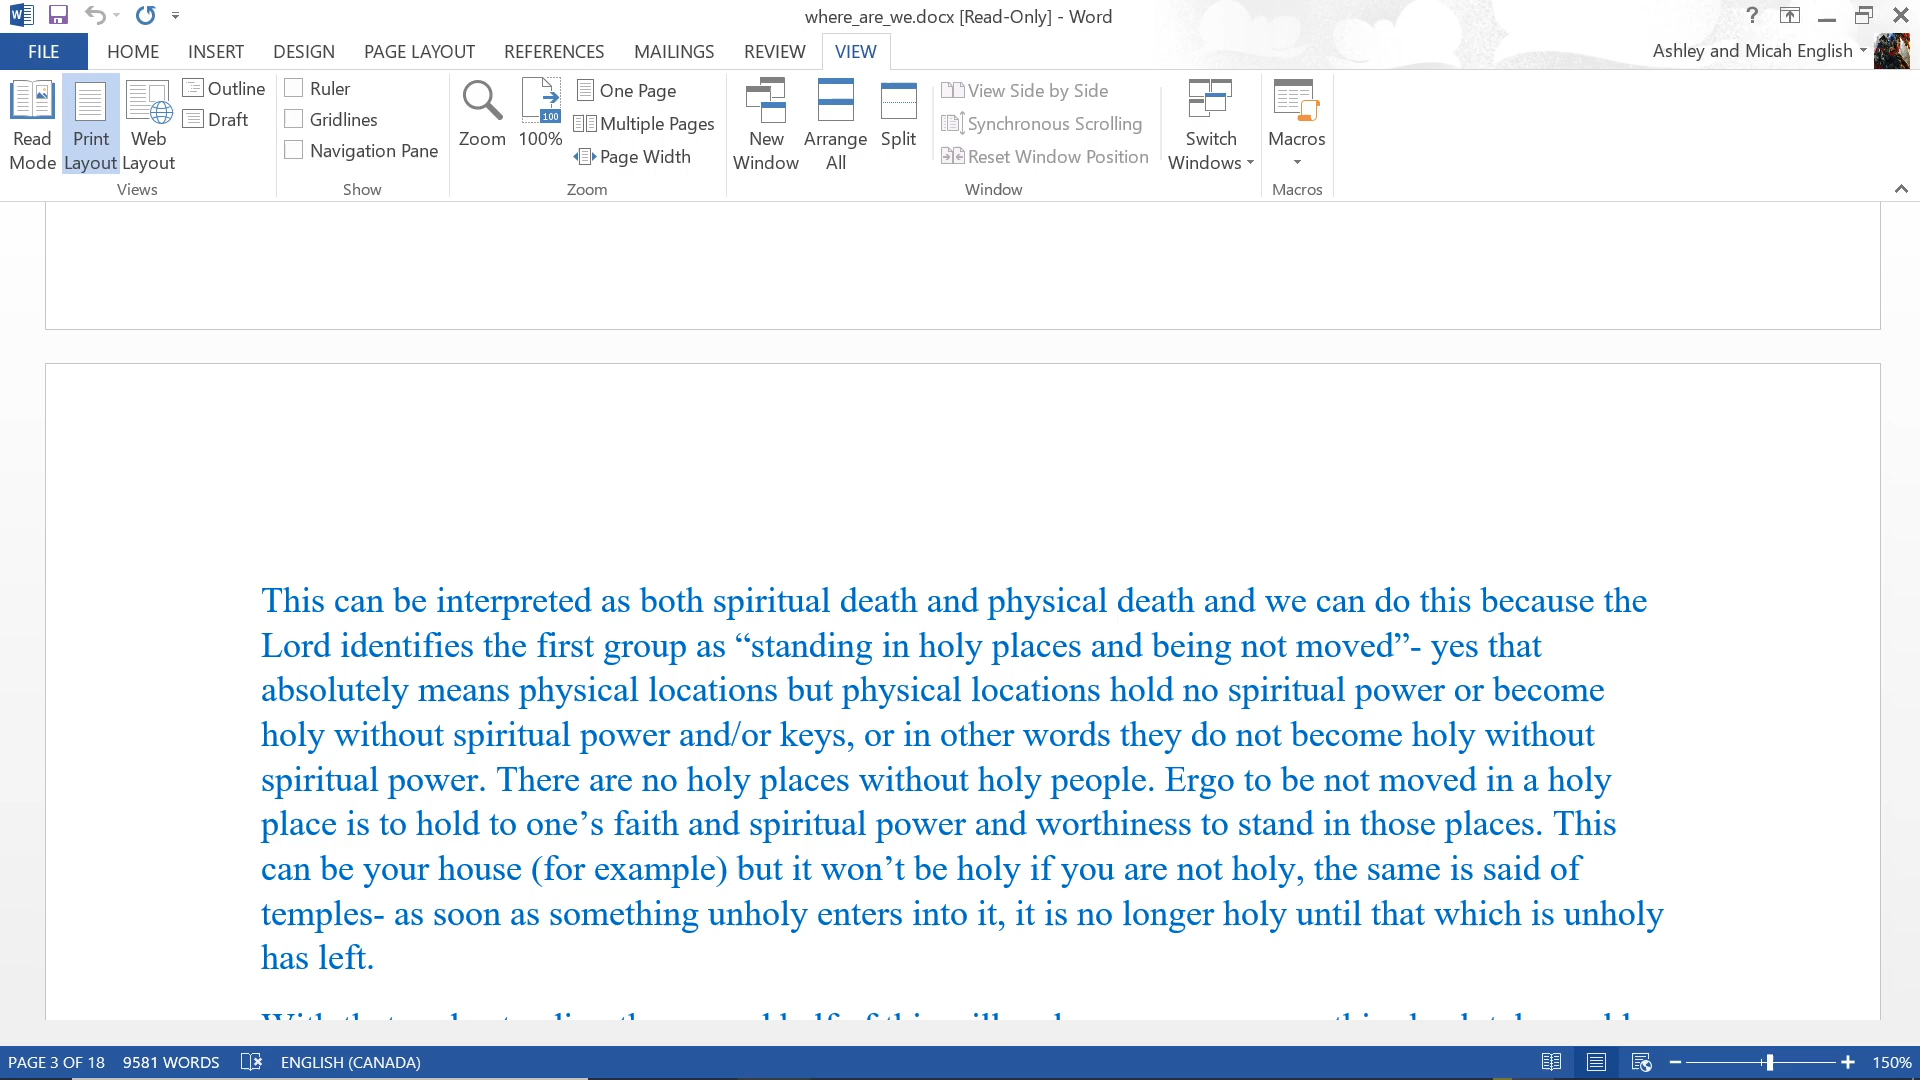 where_are_we.docx [Read-Only] - Word
?
FILE HOME INSERT DESIGN PAGE LAYOUT REFERENCES MAILINGS REVIEW VIEW Ashley and Micah English
Read Mode
Print Layout
Web Layout
Outline
Draft
Views
Ruler
Gridlines
Navigation Pane
Show
Zoom
100
100%
One Page
Multiple Pages
Page Width
Zoom
New Window
Arrange All
Split
View Side by Side
Synchronous Scrolling
Reset Window Position
Window
Switch Windows
Macros
Macros
This can be interpreted as both spiritual death and physical death and we can do this because the
Lord identifies the first group as “standing in holy places and being not moved”- yes that
absolutely means physical locations but physical locations hold no spiritual power or become
holy without spiritual power and/or keys, or in other words they do not become holy without
spiritual power. There are no holy places without holy people. Ergo to be not moved in a holy
place is to hold to one’s faith and spiritual power and worthiness to stand in those places. This
can be your house (for example) but it won’t be holy if you are not holy, the same is said of
temples- as soon as something unholy enters into it, it is no longer holy until that which is unholy
has left.
PAGE 3 OF 18 9581 WORDS ENGLISH (CANADA) 150%